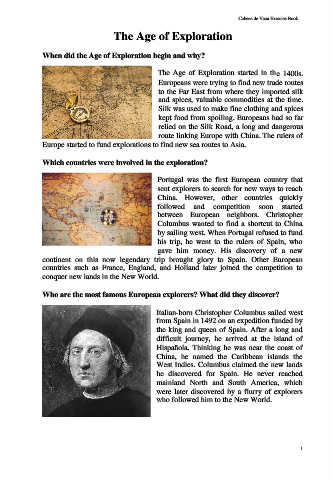 Cabeza de Vaca Exercise Book
The Age of Exploration
When did the Age of Exploration begin and why?
The Age of Exploration started in the 1400s.
Europeans were trying to find new trade routes
to the Far East from where they imported silk
and spices, valuable commodities at the time.
Silk was used to make fine clothing and spices
kept food from spoiling. Europeans had so far
relied on the Silk Road, a long and dangerous
route linking Europe with China. The rulers of
Europe started to fund explorations to find new sea routes to Asia.
Which countries were involved in the exploration?
Portugal was the first European country that
sent explorers to search for new ways to reach
China. However, other countries quickly
followed and competition soon started
between European neighbors. Christopher
Columbus wanted to find a shortcut to China
by sailing west. When Portugal refused to fund
his trip, he went to the rulers of Spain, who
gave him money. His discovery of a new
continent on this now legendary trip brought glory to Spain. Other European
countries such as France, England, and Holland later joined the competition to
conquer new lands in the New World.
Who are the most famous European explorers? What did they discover?
Italian-born Christopher Columbus sailed west
from Spain in 1492 on an expedition funded by
the king and queen of Spain. After a long and
difficult journey, he arrived at the island of
Hispañola. Thinking he was near the coast of
China, he named the Caribbean islands the
West Indies. Columbus claimed the new lands
he discovered for Spain. He never reached
mainland North and South America, which
were later discovered by a flurry of explorers
who followed him to the New World.
1